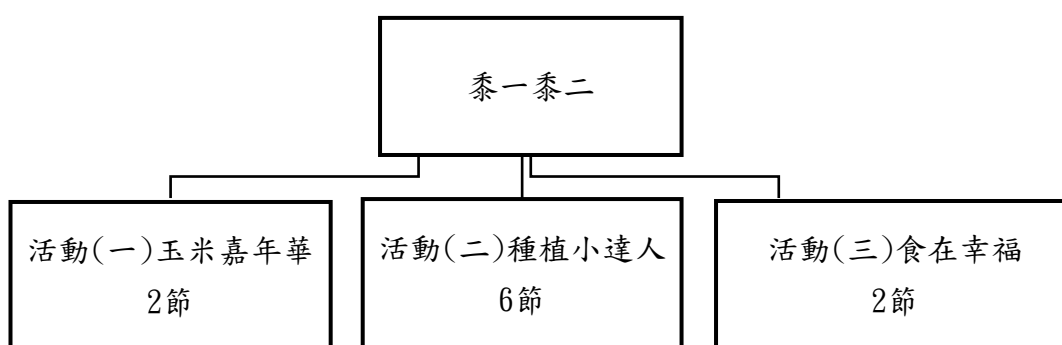 黍一黍二
活動(一)玉米嘉年華
2節
活動(二)種植小達人
6節
活動(三)食在幸福
2節